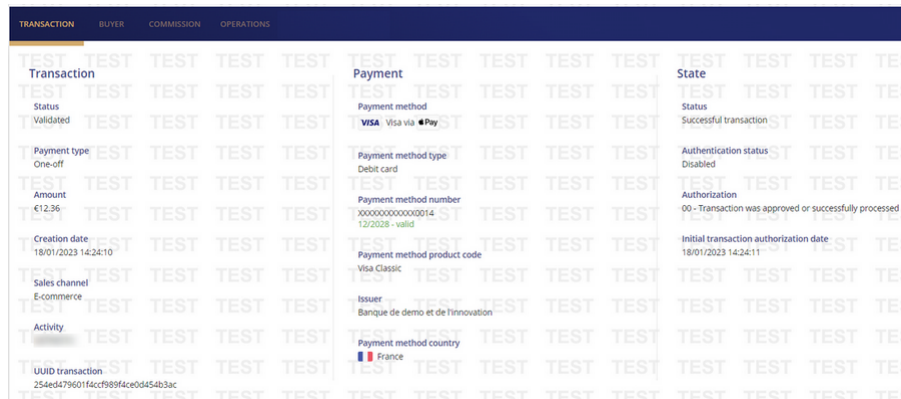 TRANSACTION BUYER COMMISSION OPERATIONS
Transaction
Status
Validated
Payment type
One-off
Amount
€12.36
Creation date
18/01/2023 14:24:10
Sales channel
E-commerce
Activity
UUID transaction
254ed479601f4ccf989f4ce0d454b3ac
Payment
Payment method
VISA Visa via Pay
Payment method type
Debit card
Payment method number
XXXXXXXXXXXX0014
12/2028 - valid
Payment method product code
Visa Classic
Issuer
Banque de demo et de l'innovation
Payment method country
France
State
Status
Successful transaction
Authentication status
Disabled
Authorization
00 - Transaction was approved or successfully processed
Initial transaction authorization date
18/01/2023 14:24:11
TEST